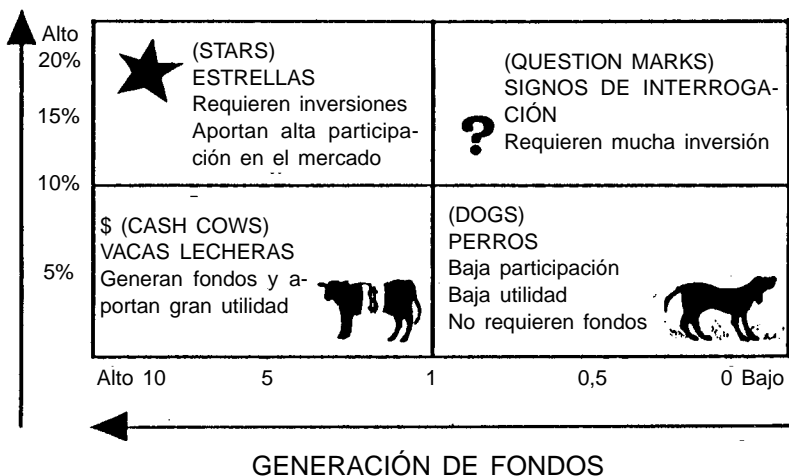 Alto
20%
15%
10%
5%
(STARS)
ESTRELLAS
Requieren inversiones
Aportan alta participa-
ción en el mercado
(QUESTION MARKS)
SIGNOS DE INTERROGA-
CIÓN
?
Requieren mucha inversión
$ (CASH COWS)
VACAS LECHERAS
Generan fondos y a-
portan gran utilidad
$
(DOGS)
PERROS
Baja participación
Baja utilidad
No requieren fondos
Alto 10 5 1 0,5 0 Bajo
GENERACIÓN DE FONDOS